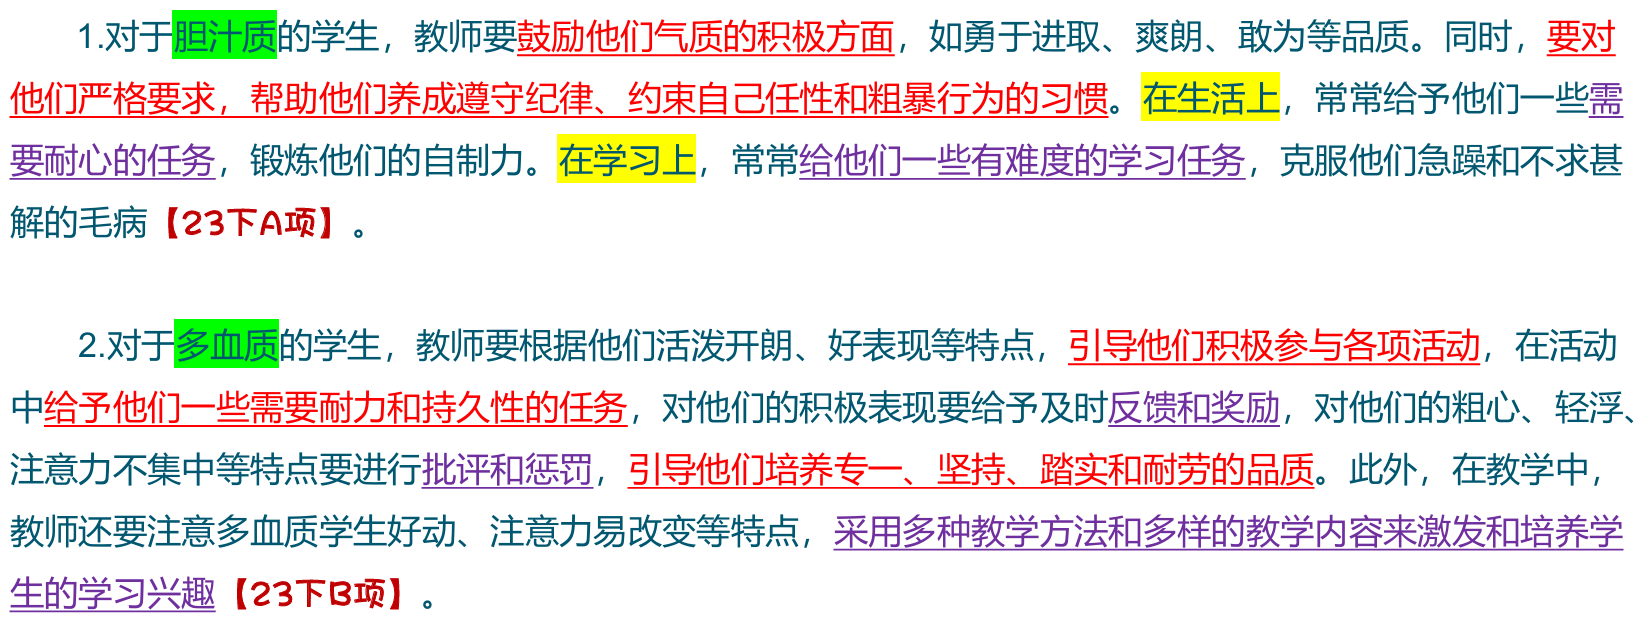 1.对于胆汁质的学生，教师要鼓励他们气质的积极方面，如勇于进取、爽朗、敢为等品质。同时，要对
他们严格要求，帮助他们养成遵守纪律、约束自己任性和粗暴行为的习惯。在生活上，常常给予他们一些需
要耐心的任务，锻炼他们的自制力。在学习上，常常给他们一些有难度的学习任务，克服他们急躁和不求甚
解的毛病【23下A项】。
2.对于多血质的学生，教师要根据他们活泼开朗、好表现等特点，引导他们积极参与各项活动，在活动
中给予他们一些需要耐力和持久性的任务，对他们的积极表现要给予及时反馈和奖励，对他们的粗心、轻浮、
注意力不集中等特点要进行批评和惩罚，引导他们培养专一、坚持、踏实和耐劳的品质。此外，在教学中，
教师还要注意多血质学生好动、注意力易改变等特点，采用多种教学方法和多样的教学内容来激发和培养学
生的学习兴趣【23下B项】。